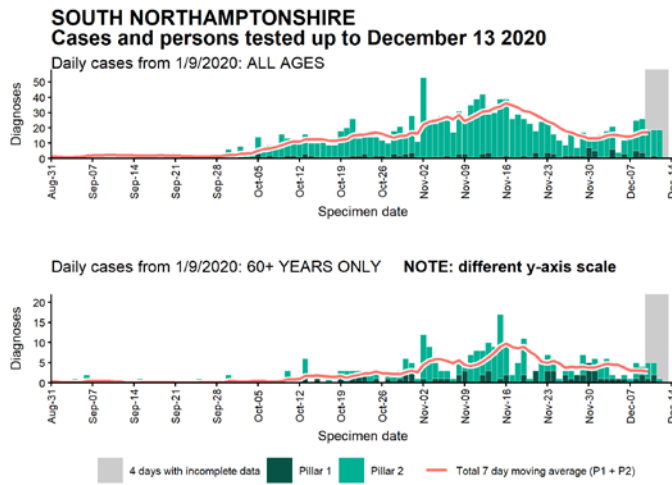 SOUTH NORTHAMPTONSHIRE
Cases and persons tested up to December 13 2020
Daily cases from 1/9/2020: ALL AGES
Diagnoses
50
40
30
20
10
0
Aug-31
Sep-07
Sep-14
Sep-21
Sep-28
Oct-05
Oct-12
Oct-19
Oct-26
Nov-02
Nov-09
Nov-16
Nov-23
Nov-30
Dec-07
Dec-14
Specimen date
Daily cases from 1/9/2020: 60+ YEARS ONLY NOTE: different y-axis scale
Diagnoses
20
15
10
5
0
Aug-31
Sep-07
Sep-14
Sep-21
Sep-28
Oct-05
Oct-12
Oct-19
Oct-26
Nov-02
Nov-09
Nov-16
Nov-23
Nov-30
Dec-07
Dec-14
Specimen date
4 days with incomplete data Pillar 1 Pillar 2 Total 7 day moving average (P1 + P2)